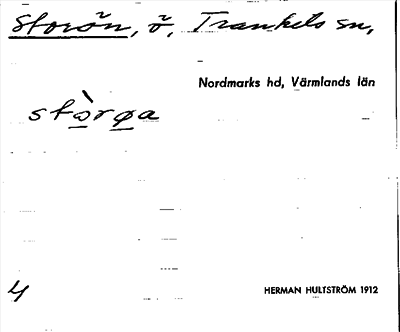 Storön, ö, Trankils sn,
Nordmarks hd, Värmlands län
stòrøa
4
HERMAN HULTSTRÖM 1912